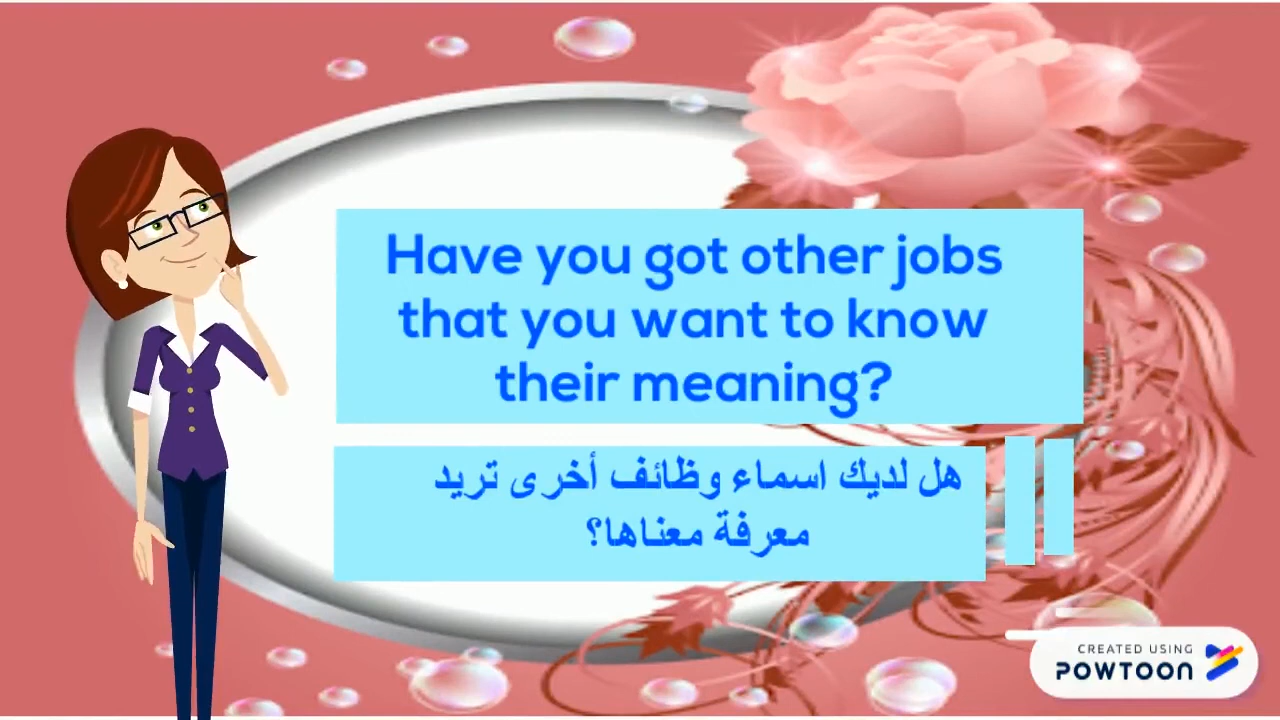 Have you got other jobs
that you want to know
their meaning?
هل لديك اسماء وظائف أخرى تريد
معرفة معناها؟
CREATED USING
POWTOON